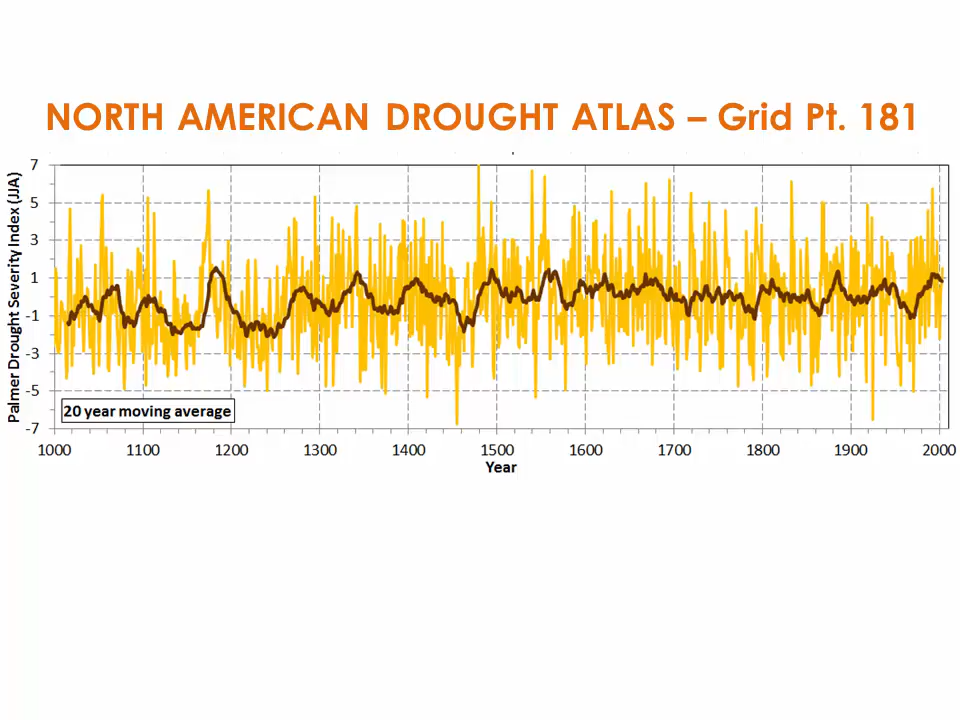 NORTH AMERICAN DROUGHT ATLAS – Grid Pt. 181
Palmer Drought Severity Index (JJA)
7
5
3
1
-1
-3
-5
-7
20 year moving average
1000 1100 1200 1300 1400 1500 1600 1700 1800 1900 2000
Year